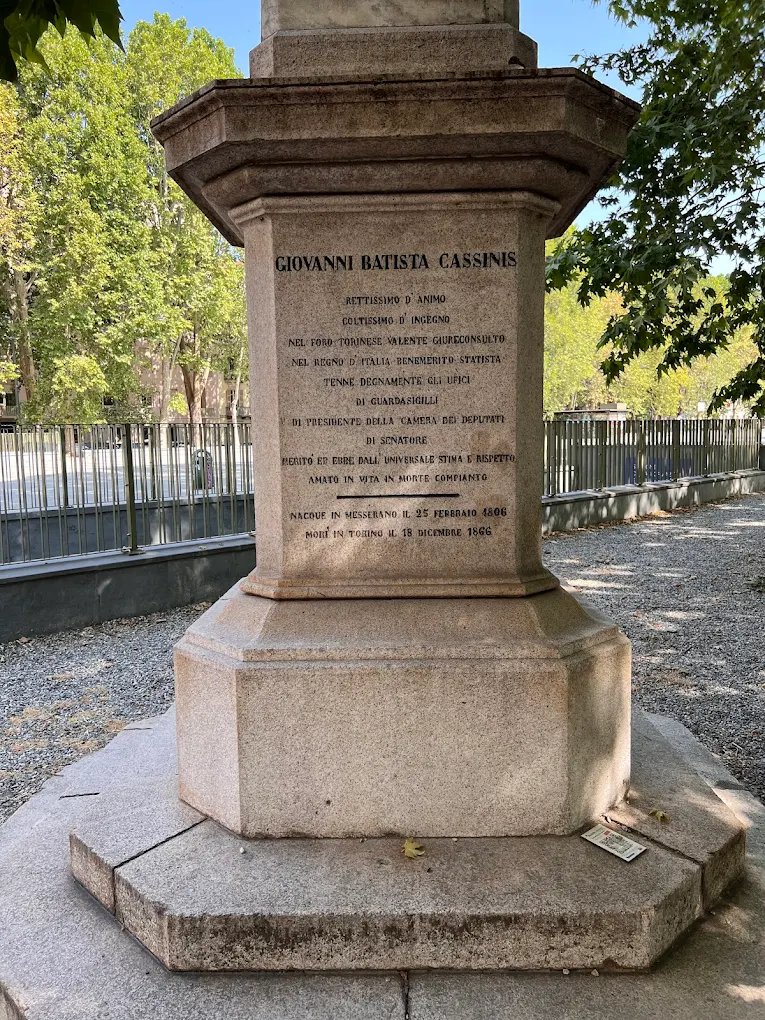 GIOVANNI BATISTA CASSINIS
RETTISSIMO D'ANIMO
COLTISSIMO D'INGEGNO
NEL FORO TORINESE VALENTE GIURECONSULTO
NEL REGNO D'ITALIA BENEMERITO STATISTA
TENNE DEGNAMENTE GLI UFICI
DI GUARDASIGILLI
DI PRESIDENTE DELLA CAMERA DEI DEPUTATI
DI SENATORE
MERITÒ ED EBBE DALL'UNIVERSALE STIMA E RISPETTO
AMATO IN VITA IN MORTE COMPIANTO
NACQUE IN MESSERANO IL 25 FEBBRAIO 1806
MORÌ IN TORINO IL 18 DICEMBRE 1866